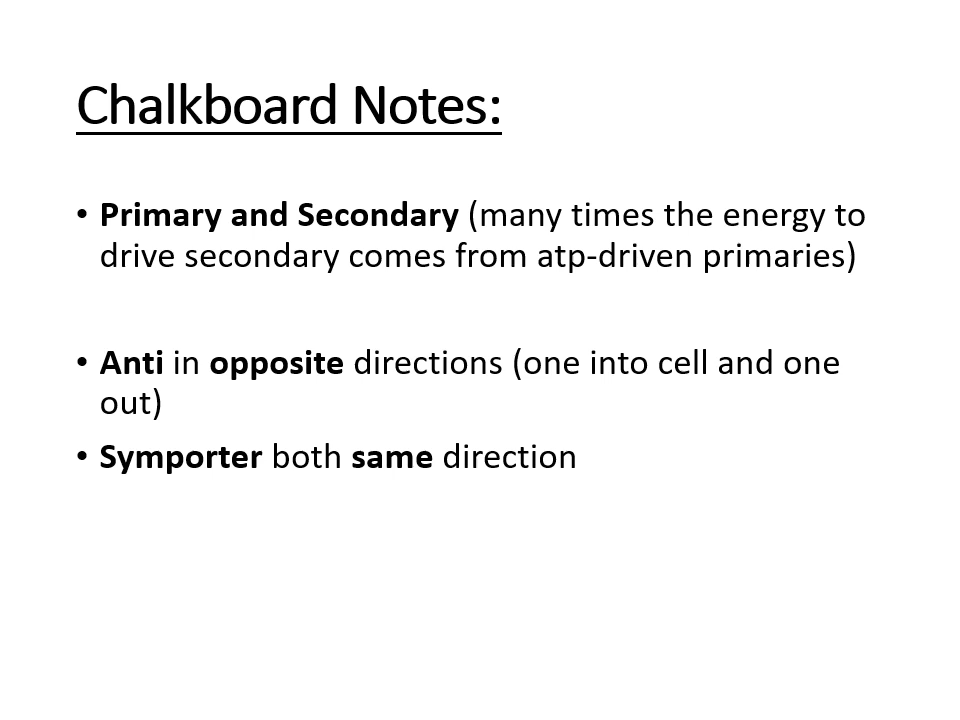 Chalkboard Notes:
• Primary and Secondary (many times the energy to
drive secondary comes from atp-driven primaries)
• Anti in opposite directions (one into cell and one
out)
• Symporter both same direction